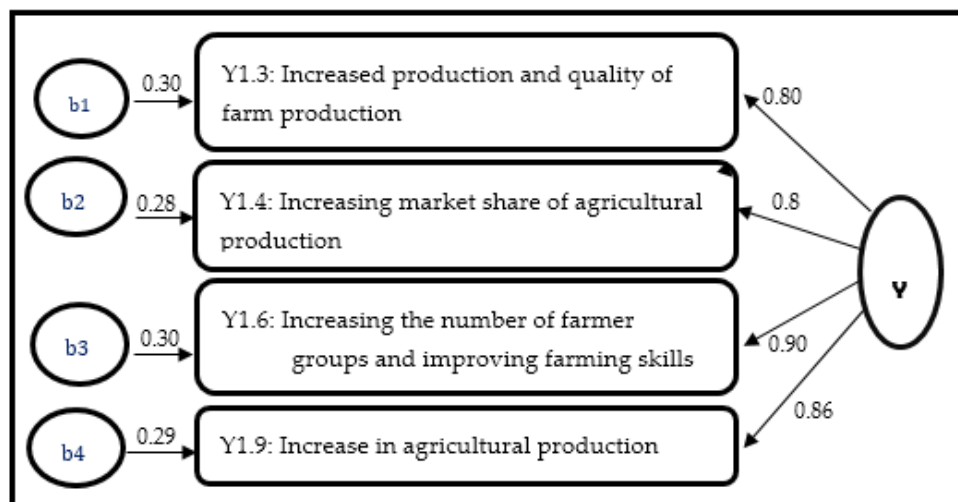 b1
0.30
Y1.3: Increased production and quality of
farm production
0.80
b2
0.28
Y1.4: Increasing market share of agricultural
production
0.8
Y
b3
0.30
Y1.6: Increasing the number of farmer
groups and improving farming skills
0.90
b4
0.29
Y1.9: Increase in agricultural production
0.86